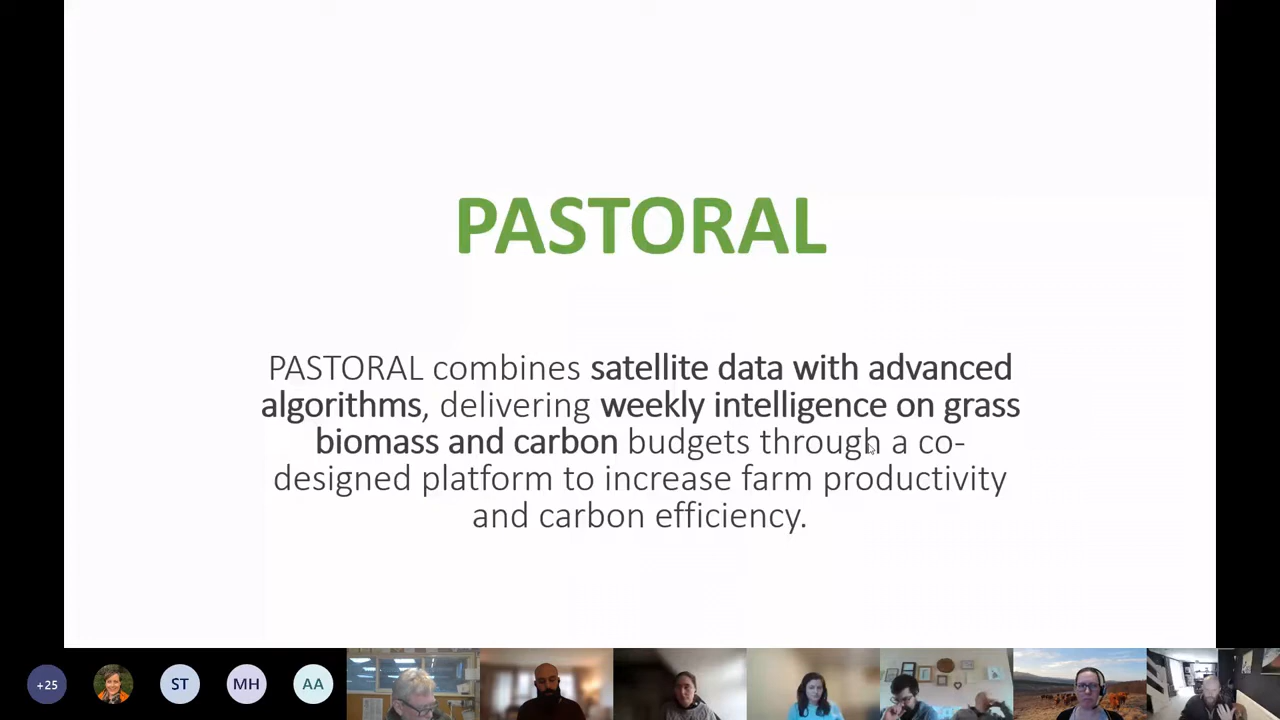 PASTORAL
PASTORAL combines satellite data with advanced
algorithms, delivering weekly intelligence on grass
biomass and carbon budgets through a co-
designed platform to increase farm productivity
and carbon efficiency.
+25
ST
MH
AA